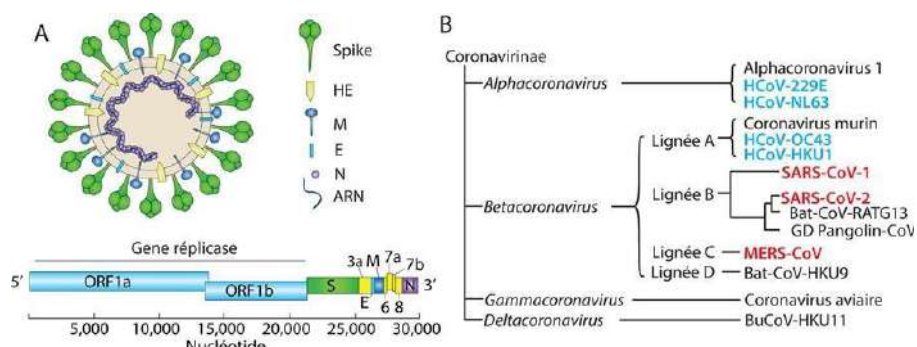 A
Spike
HE
M
E
N
ARN
Gene réplicase
5'
ORF1a
ORF1b
S
3a
E
M
6
7a
7b
8
N
3'
5,000 10,000 15,000 20,000 25,000 30,000
Nucléotide
B
Coronavirinae
Alphacoronavirus
Alphacoronavirus 1
HCoV-229E
HCoV-NL63
Betacoronavirus
Lignée A
Coronavirus murin
HCoV-OC43
HCoV-HKU1
Lignée B
SARS-CoV-1
SARS-CoV-2
Bat-CoV-RATG13
GD Pangolin-CoV
Lignée C
MERS-CoV
Lignée D
Bat-CoV-HKU9
Gammacoronavirus
Coronavirus aviaire
Deltacoronavirus
BuCoV-HKU11